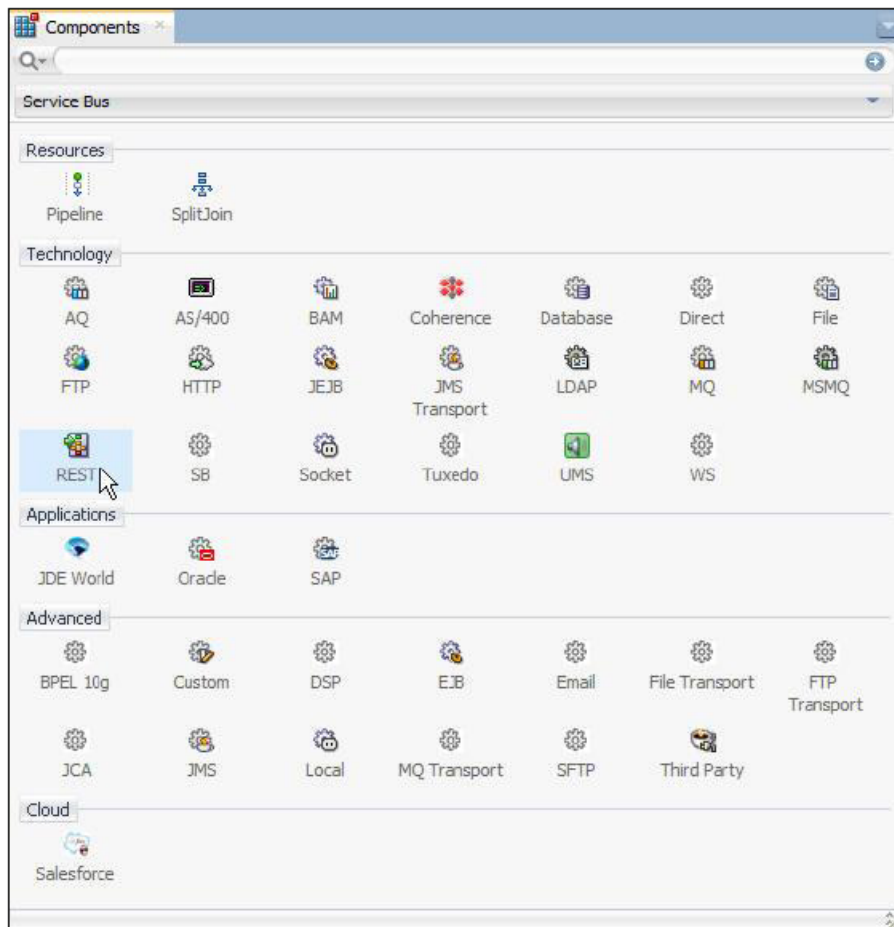 Components
Service Bus
Resources
Pipeline SplitJoin
Technology
AQ AS/400 BAM Coherence Database Direct File
FTP HTTP JEJB JMS Transport LDAP MQ MSMQ
REST SB Socket Tuxedo UMS WS
Applications
JDE World Oracle SAP
Advanced
BPEL 10g Custom DSP EJB Email File Transport FTP Transport
JCA JMS Local MQ Transport SFTP Third Party
Cloud
Salesforce